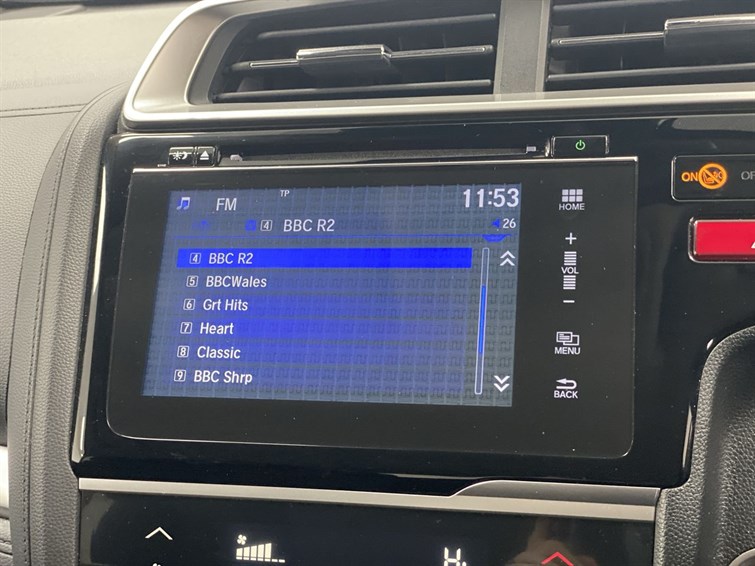 TP
FM 11:53
4 BBC R2 26
4 BBC R2
5 BBCWales
6 Grt Hits
7 Heart
8 Classic
9 BBC Shrp
HOME
+
VOL
−
MENU
BACK
ON
H